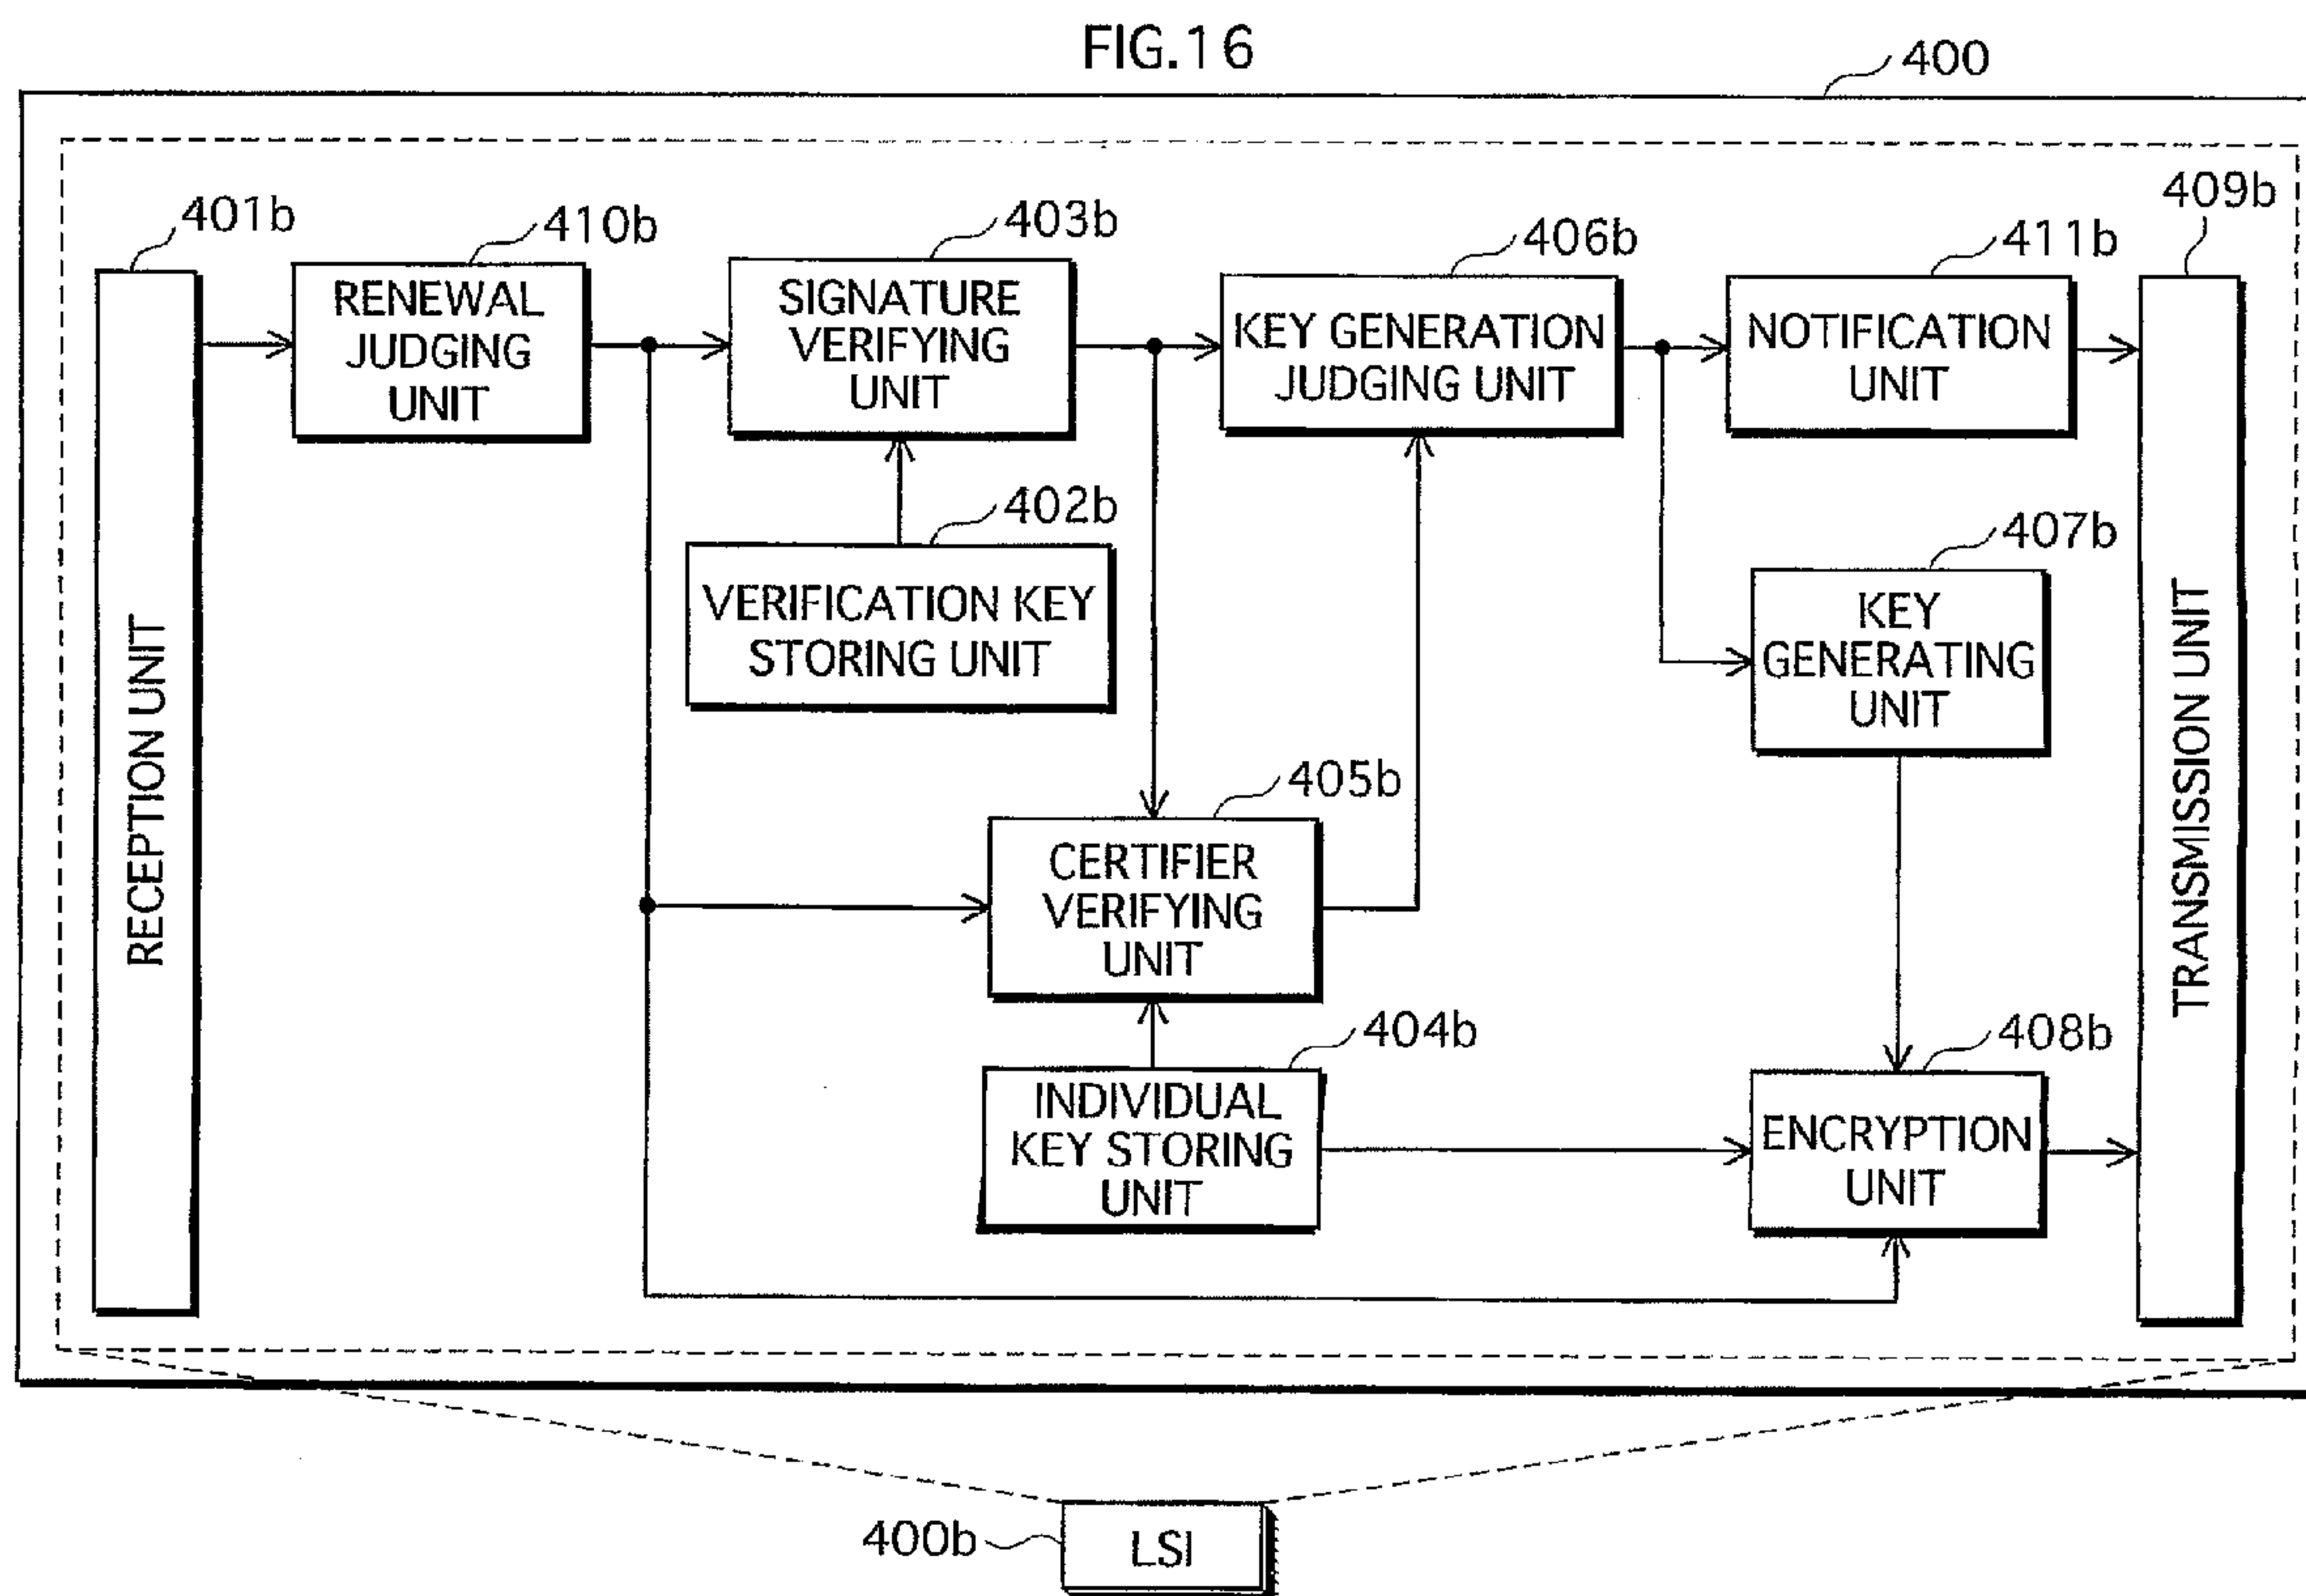 FIG.16
400
401b
RECEPTION UNIT
410b
RENEWAL
JUDGING
UNIT
403b
SIGNATURE
VERIFYING
UNIT
402b
VERIFICATION KEY
STORING UNIT
406b
KEY GENERATION
JUDGING UNIT
411b
NOTIFICATION
UNIT
409b
TRANSMISSION UNIT
407b
KEY
GENERATING
UNIT
405b
CERTIFIER
VERIFYING
UNIT
404b
INDIVIDUAL
KEY STORING
UNIT
408b
ENCRYPTION
UNIT
400b
LSI